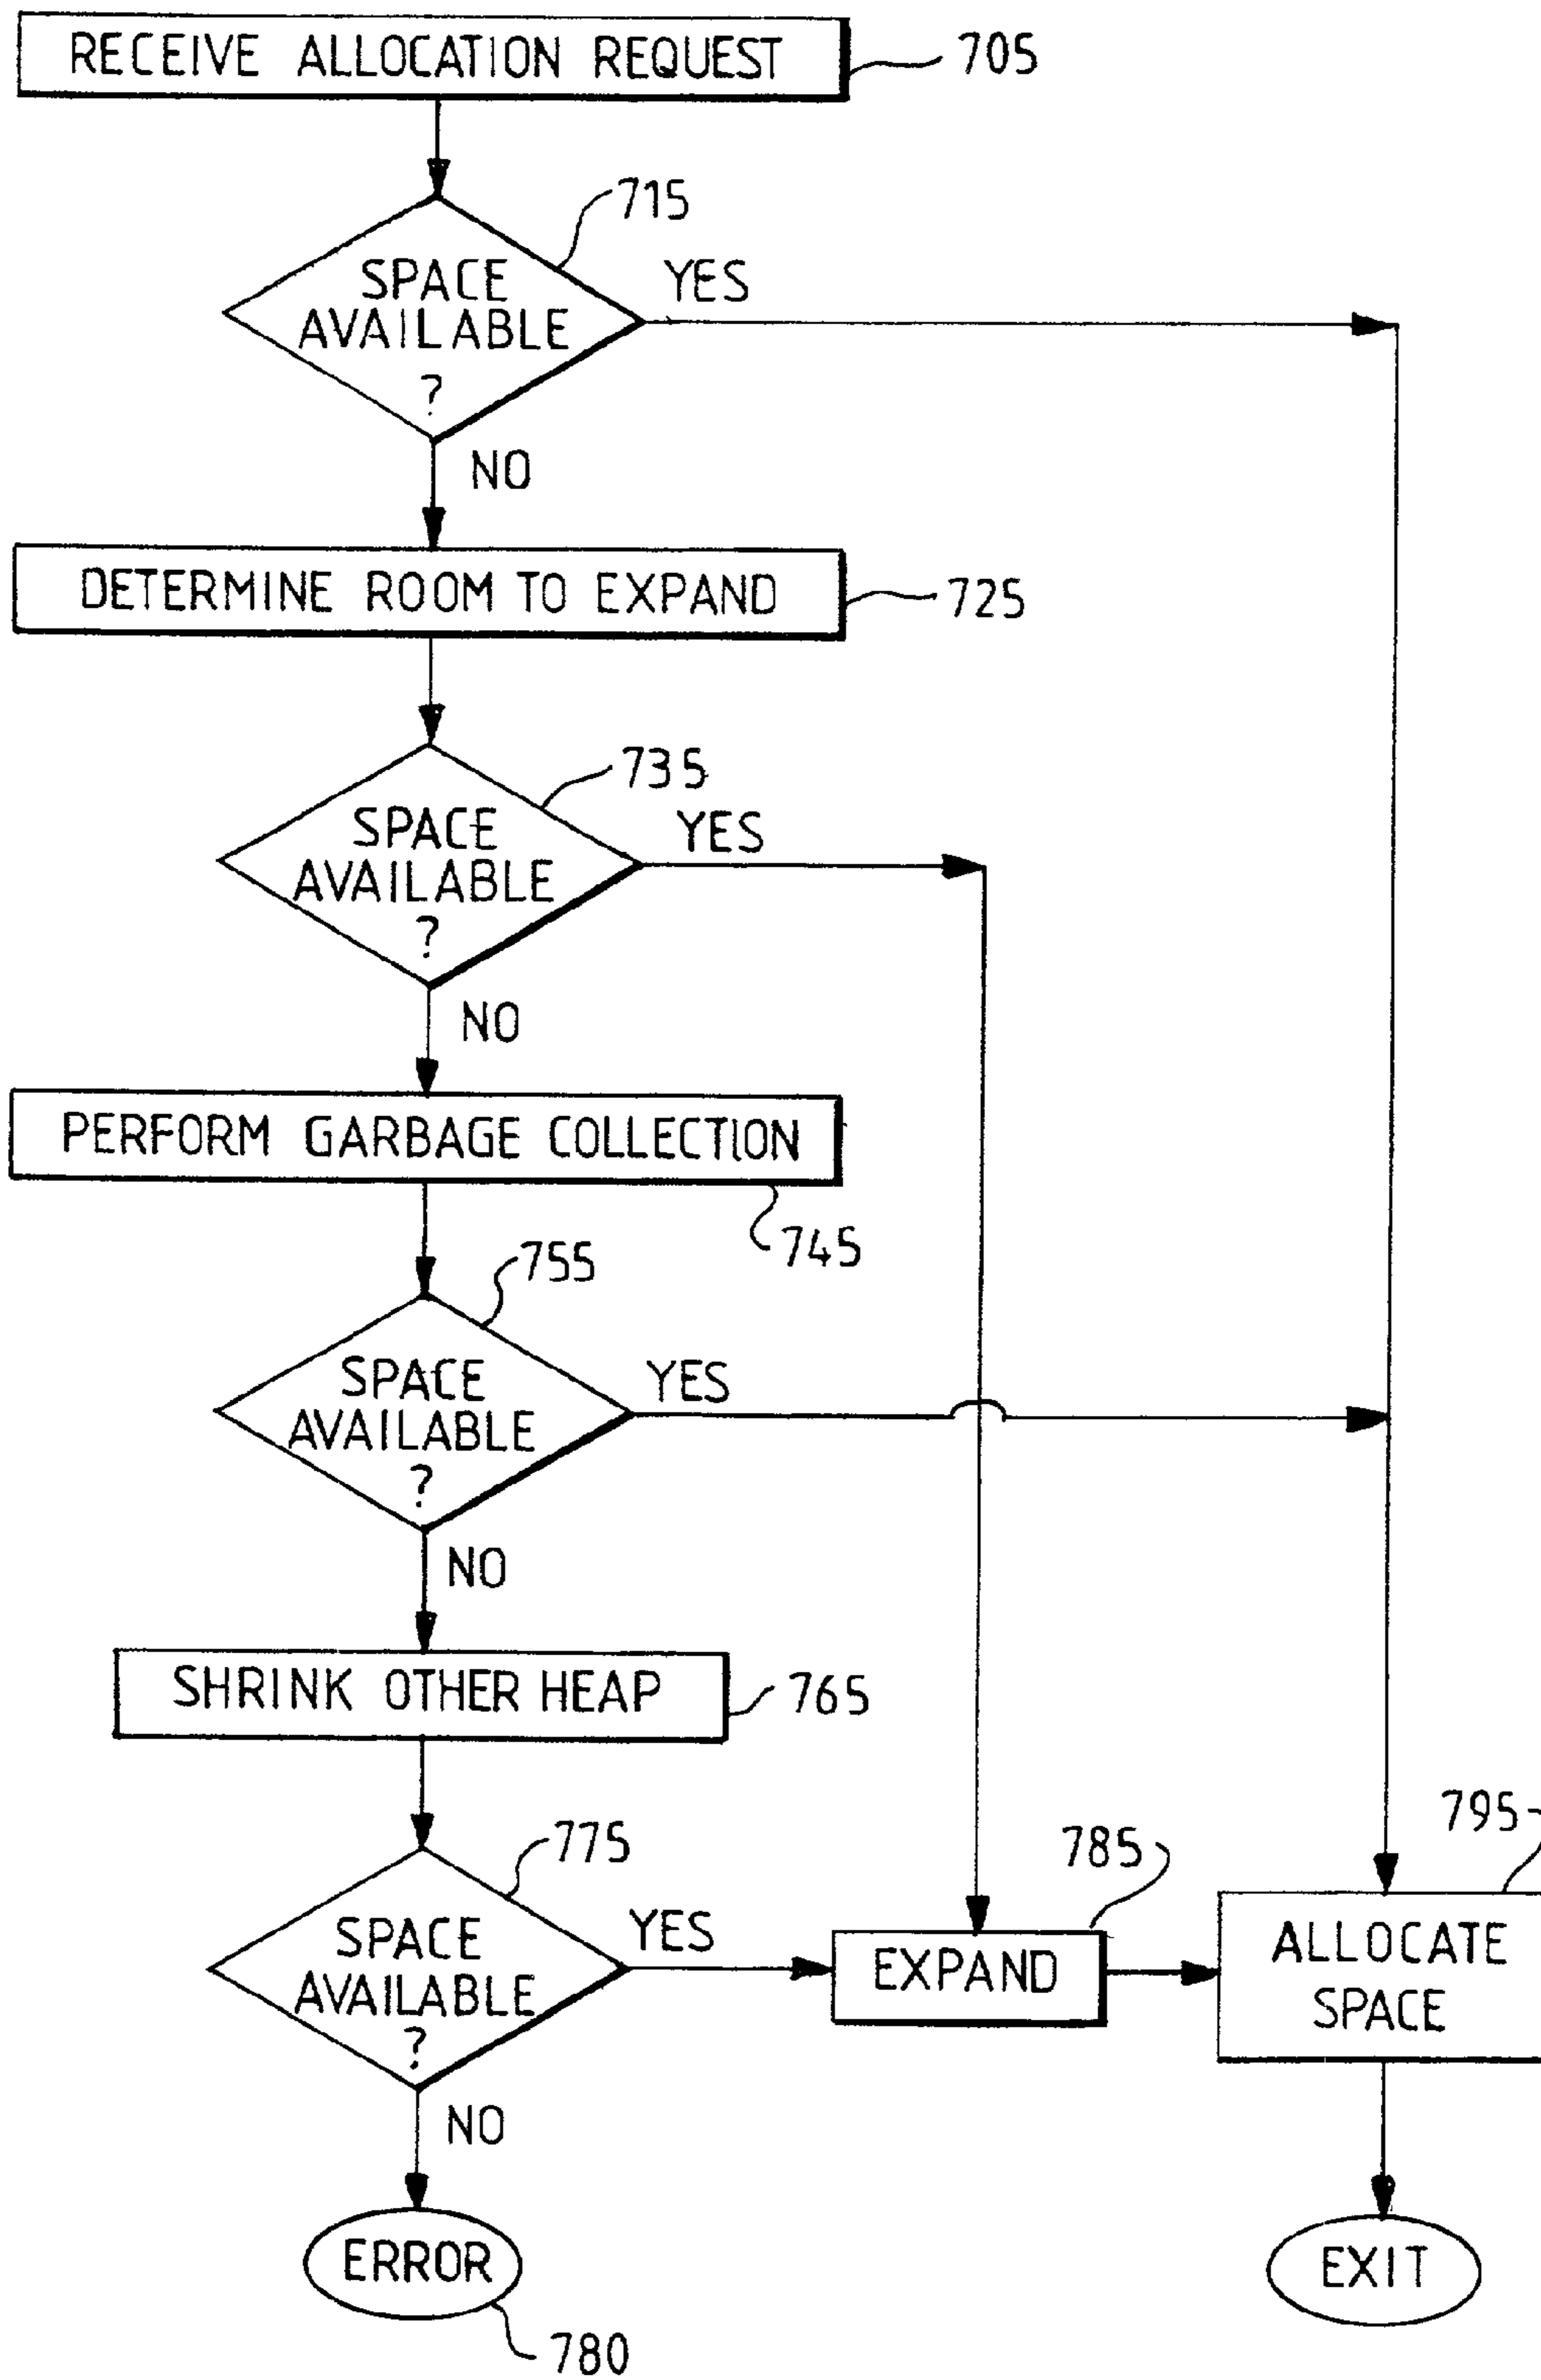 RECEIVE ALLOCATION REQUEST
705
715
SPACE
AVAILABLE
?
YES
NO
DETERMINE ROOM TO EXPAND
725
735
SPACE
AVAILABLE
?
YES
NO
PERFORM GARBAGE COLLECTION
745
755
SPACE
AVAILABLE
?
YES
NO
SHRINK OTHER HEAP
765
775
SPACE
AVAILABLE
?
YES
NO
785
EXPAND
795
ALLOCATE
SPACE
ERROR
780
EXIT